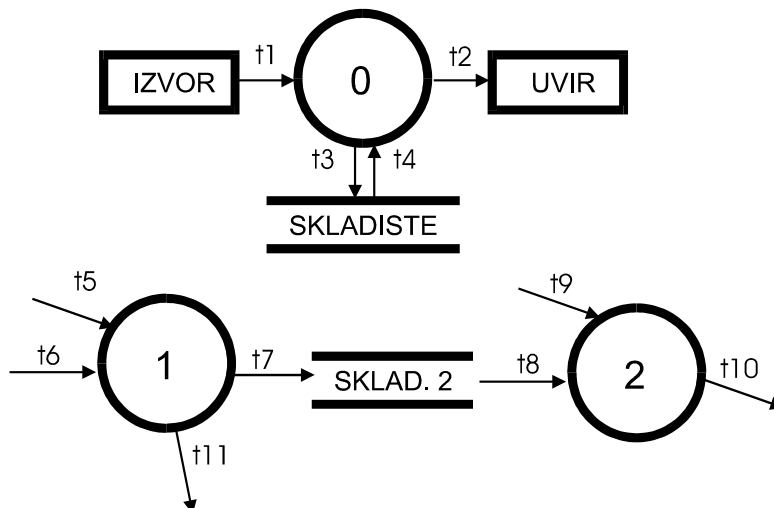 t1
t2
IZVOR
0
UVIR
t3
t4
SKLADISTE
t5
t9
t6
1
t7
SKLAD. 2
t8
2
t10
t11